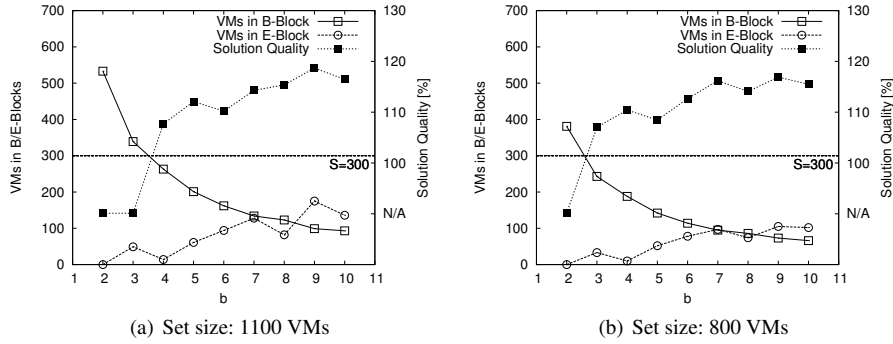 VMs in B-Block
VMs in E-Block
Solution Quality
700
600
500
400
300
200
100
0
VMs in B/E-Blocks
130
120
110
100
N/A
Solution Quality [%]
S=300
1 2 3 4 5 6 7 8 9 10 11
b
(a) Set size: 1100 VMs
VMs in B-Block
VMs in E-Block
Solution Quality
700
600
500
400
300
200
100
0
VMs in B/E-Blocks
130
120
110
100
N/A
Solution Quality [%]
S=300
1 2 3 4 5 6 7 8 9 10 11
b
(b) Set size: 800 VMs